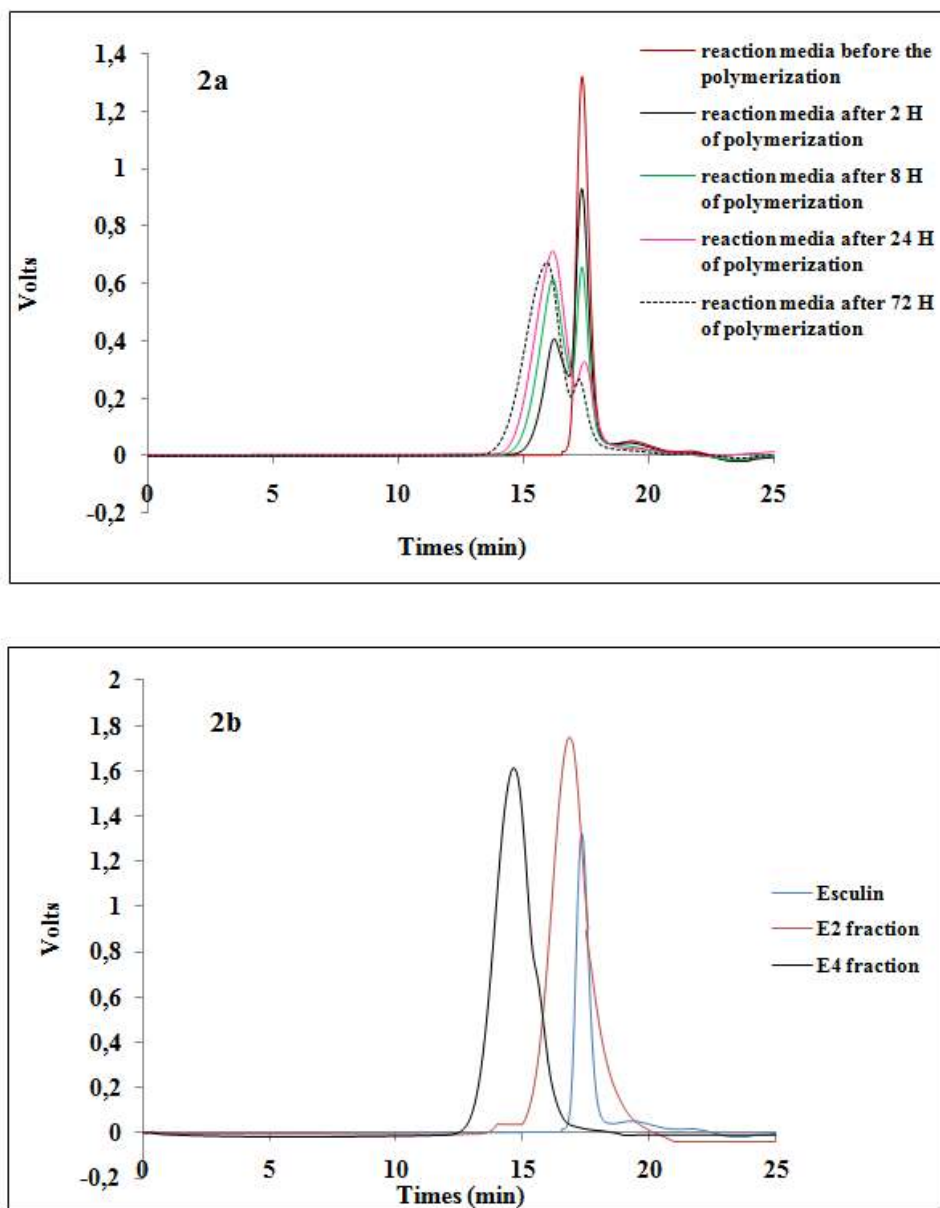 2a
1,4
1,2
1
0,8
0,6
0,4
0,2
0
-0,2
Volts
0
5
10
15
20
25
Times (min)
reaction media before the
polymerization
reaction media after 2 H
of polymerization
reaction media after 8 H
of polymerization
reaction media after 24 H
of polymerization
reaction media after 72 H
of polymerization
2b
2
1,8
1,6
1,4
1,2
1
0,8
0,6
0,4
0,2
0
-0,2
Volts
0
5
10
15
20
25
Times (min)
Esculin
E2 fraction
E4 fraction